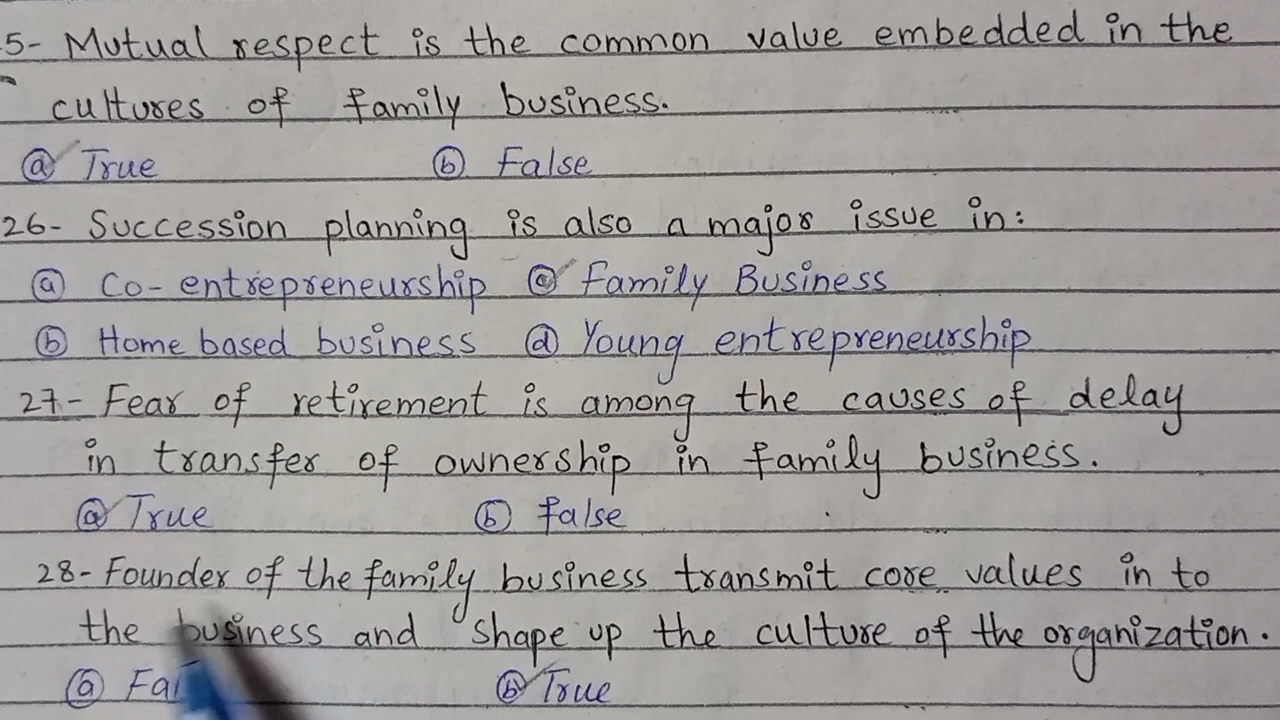 5- Mutual respect is the common value embedded in the
cultures of family business.
ⓐ True ⓑ False
26- Succession planning is also a major issue in:
ⓐ Co-entrepreneurship ⓒ Family Business
ⓑ Home based business ⓓ Young entrepreneurship
27- Fear of retirement is among the causes of delay
in transfer of ownership in family business.
ⓐ True ⓑ false
28- Founder of the family business transmit core values in to
the business and shape up the culture of the organization.
ⓐ ⓑ True